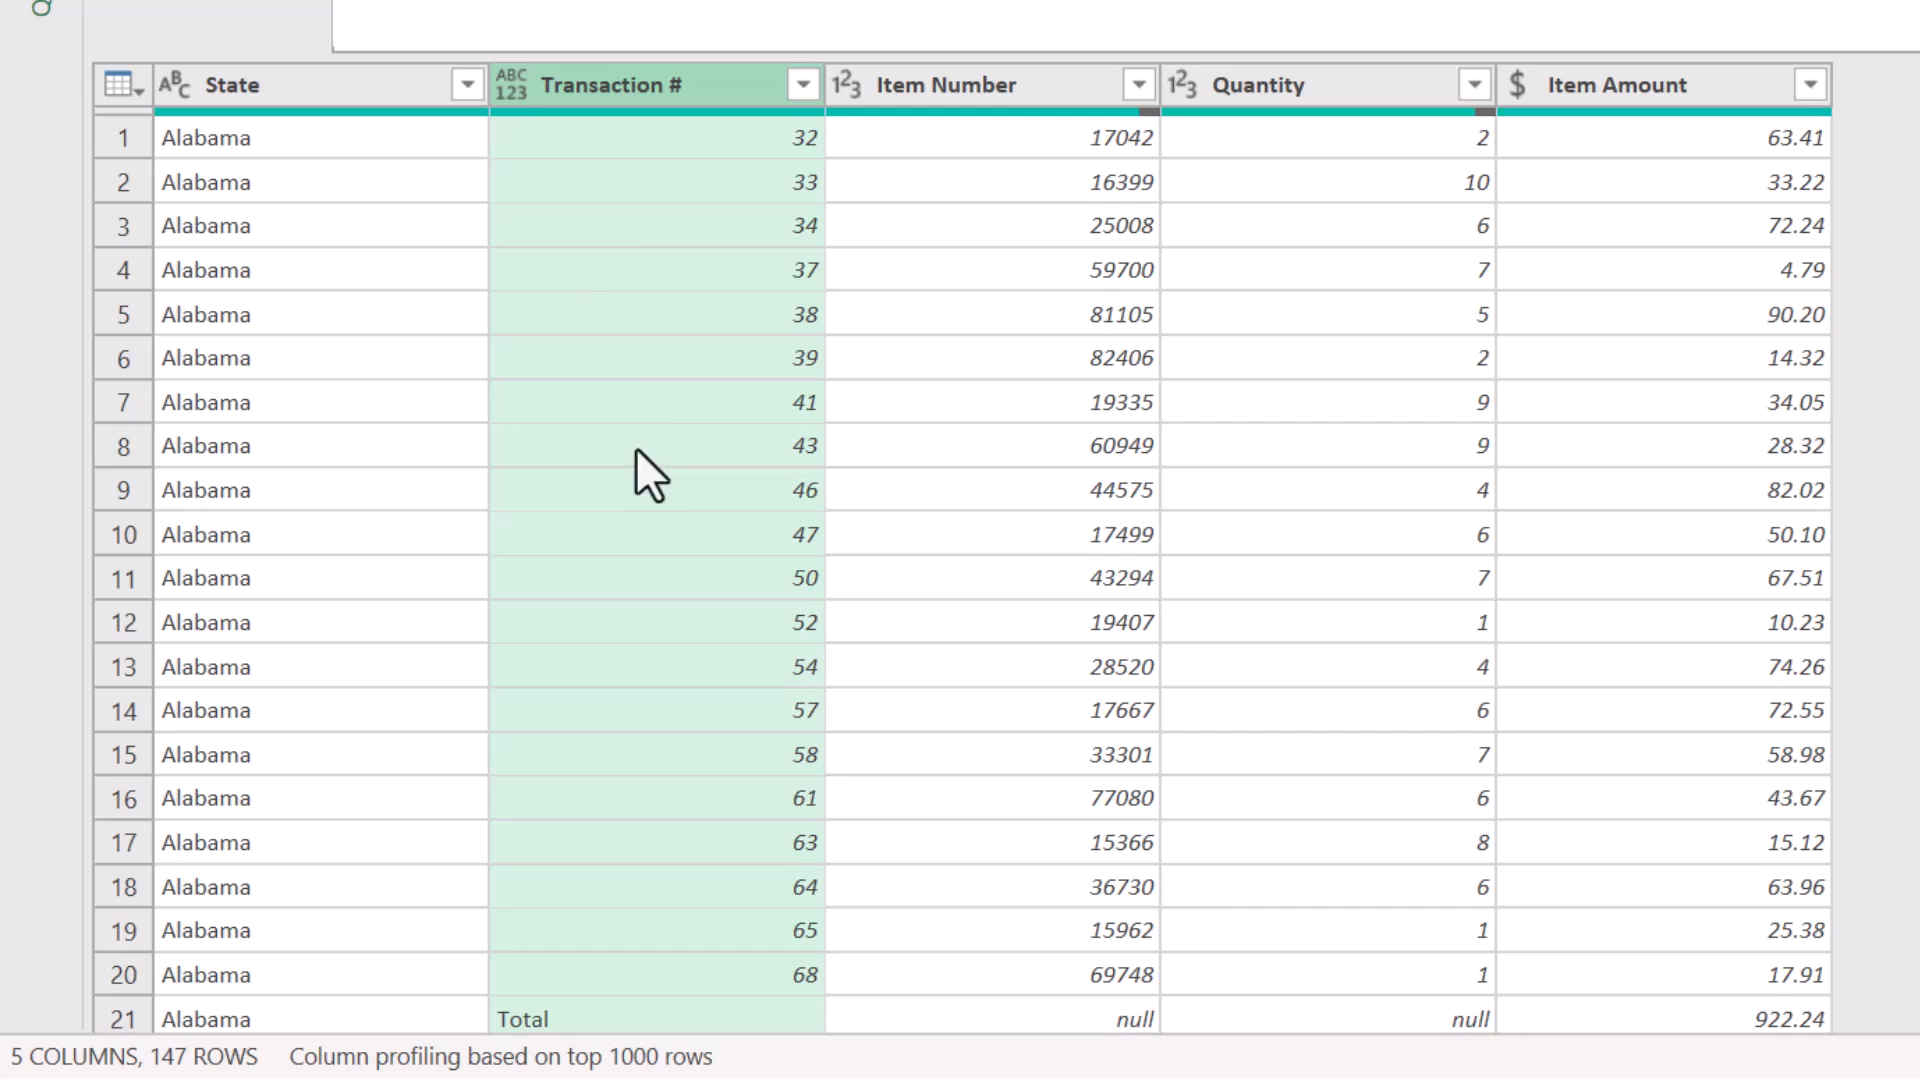 State Transaction # Item Number Quantity Item Amount
1 Alabama 32 17042 2 63.41
2 Alabama 33 16399 10 33.22
3 Alabama 34 25008 6 72.24
4 Alabama 37 59700 7 4.79
5 Alabama 38 81105 5 90.20
6 Alabama 39 82406 2 14.32
7 Alabama 41 19335 9 34.05
8 Alabama 43 60949 9 28.32
9 Alabama 46 44575 4 82.02
10 Alabama 47 17499 6 50.10
11 Alabama 50 43294 7 67.51
12 Alabama 52 19407 1 10.23
13 Alabama 54 28520 4 74.26
14 Alabama 57 17667 6 72.55
15 Alabama 58 33301 7 58.98
16 Alabama 61 77080 6 43.67
17 Alabama 63 15366 8 15.12
18 Alabama 64 36730 6 63.96
19 Alabama 65 15962 1 25.38
20 Alabama 68 69748 1 17.91
21 Alabama Total null null 922.24
5 COLUMNS, 147 ROWS Column profiling based on top 1000 rows